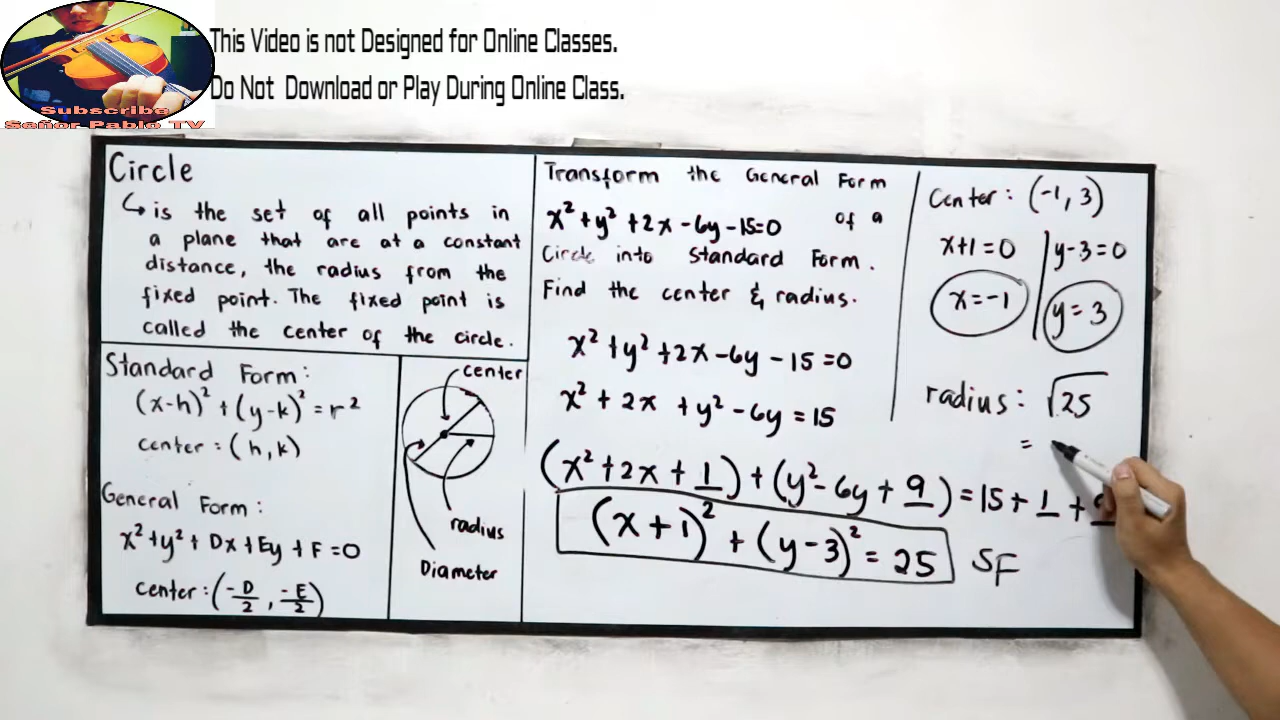 This Video is not Designed for Online Classes.
Do Not Download or Play During Online Class.
Subscribe
Señor Pablo TV
Circle
↳ is the set of all points in
a plane that are at a constant
distance, the radius from the
fixed point. The fixed point is
called the center of the circle.
Standard Form:
(x-h)² + (y-k)² = r²
center : (h,k)
General Form:
x² + y² + Dx + Ey + F = 0
center : (-D/2, -E/2)
center
radius
Diameter
Transform the General Form
x² + y² + 2x - 6y - 15 = 0 of a
Circle into Standard Form.
Find the center & radius.
x² + y² + 2x - 6y - 15 = 0
x² + 2x + y² - 6y = 15
(x² + 2x + 1) + (y² - 6y + 9) = 15 + 1 +
(x + 1)² + (y - 3)² = 25 SF
Center : (-1, 3)
x+1 = 0 y-3 = 0
x = -1 y = 3
radius : √25
=